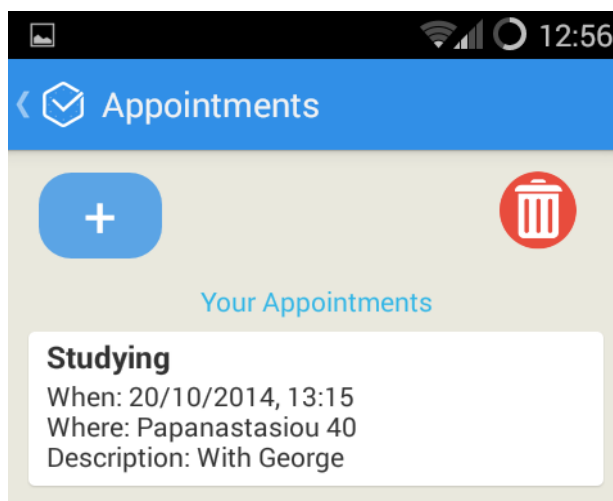 12:56
Appointments
+
Your Appointments
Studying
When: 20/10/2014, 13:15
Where: Papanastasiou 40
Description: With George